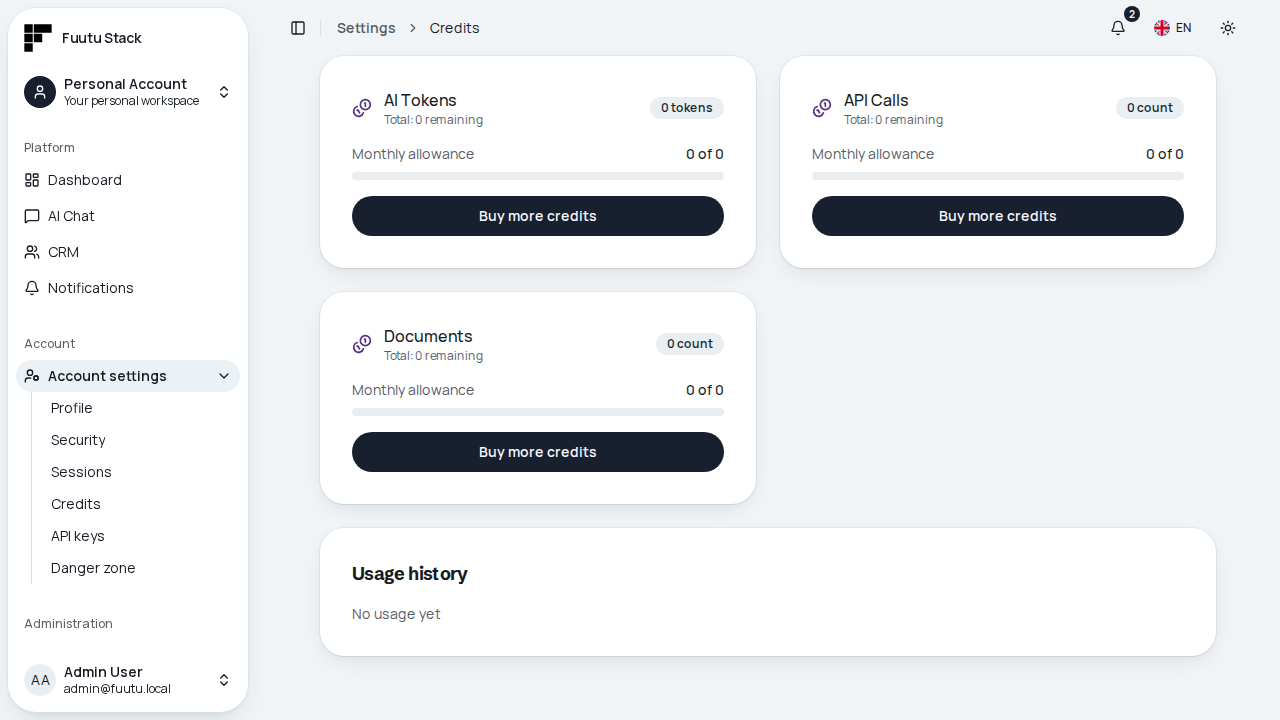 Fuutu Stack
Personal Account
Your personal workspace
Platform
Dashboard
AI Chat
CRM
Notifications
Account
Account settings
Profile
Security
Sessions
Credits
API keys
Danger zone
Administration
AA
Admin User
admin@fuutu.local
Settings
Credits
2
EN
AI Tokens
Total: 0 remaining
0 tokens
Monthly allowance
0 of 0
Buy more credits
API Calls
Total: 0 remaining
0 count
Monthly allowance
0 of 0
Buy more credits
Documents
Total: 0 remaining
0 count
Monthly allowance
0 of 0
Buy more credits
Usage history
No usage yet